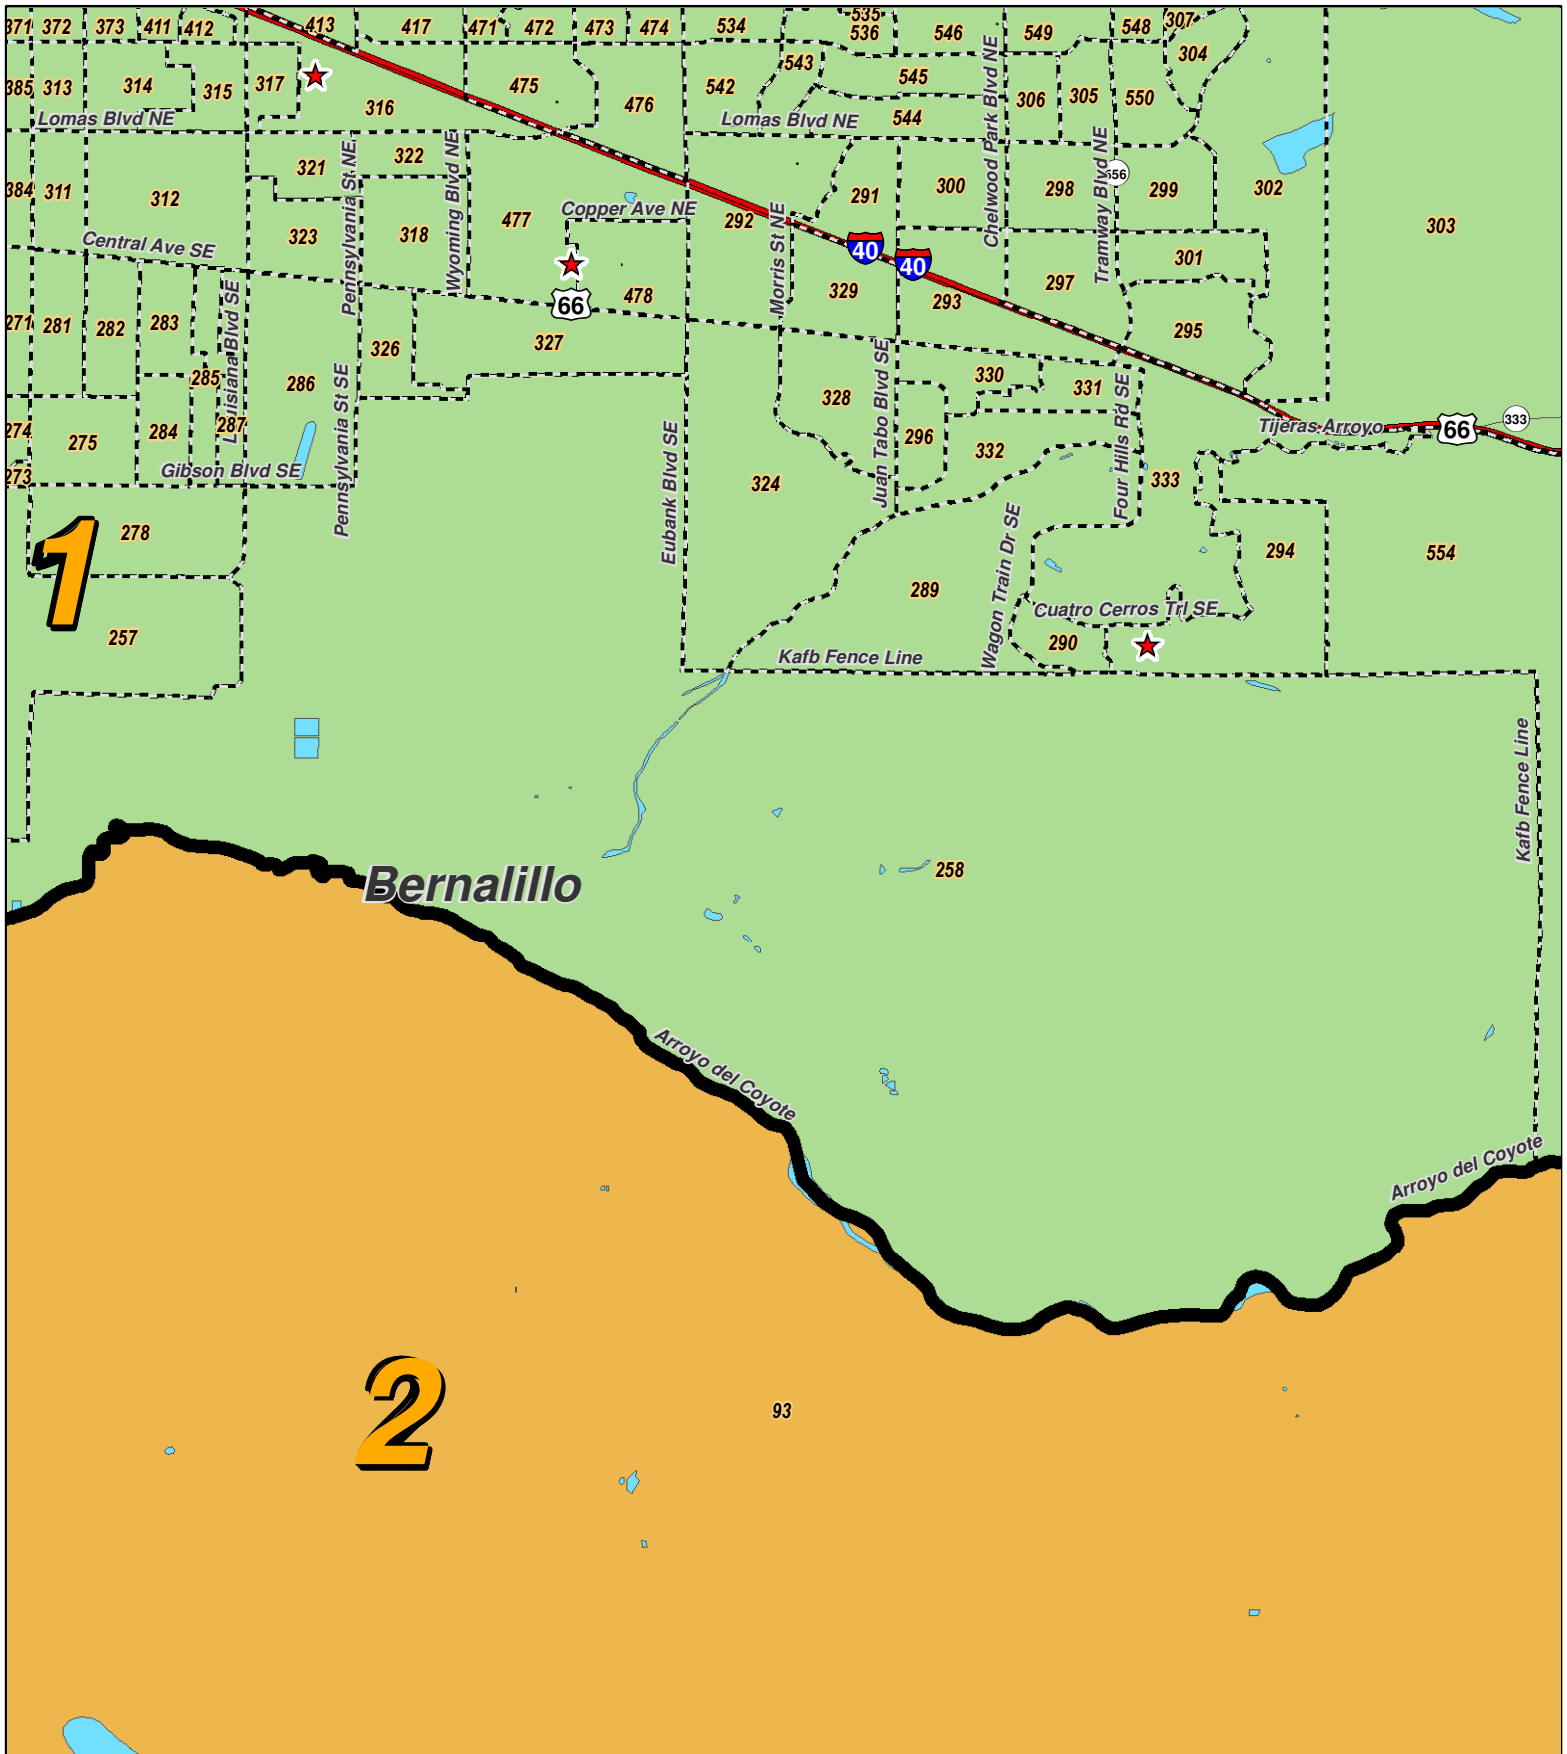 371 372 373 411 412 413 417 471 472 473 474 534 535 546 549 548 307
536
304
385 313 314 315 317 316 475 476 542 543 545 306 305 550
Lomas Blvd NE
Lomas Blvd NE
544
Chelwood Park Blvd NE
Tramway Blvd NE
556
384 311 312 321 322 477 292 291 300 298 299 302 303
Pennsylvania St NE
Wyoming Blvd NE
Copper Ave NE
Morris St NE
Central Ave SE
323 318 478 329 293 297 301
40
40
66
271 281 282 283 326 327 295
Louisiana Blvd SE
285 286 328 330 331
Juan Tabo Blvd SE
Four Hills Rd SE
Pennsylvania St SE
274 275 284 287 296 332
Tijeras Arroyo
66
333
273
Gibson Blvd SE
Eubank Blvd SE
324 333
278
1
257
289
Wagon Train Dr SE
294 554
Cuatro Cerros Trl SE
290
Kafb Fence Line
Kafb Fence Line
258
Bernalillo
Arroyo del Coyote
Arroyo del Coyote
2
93